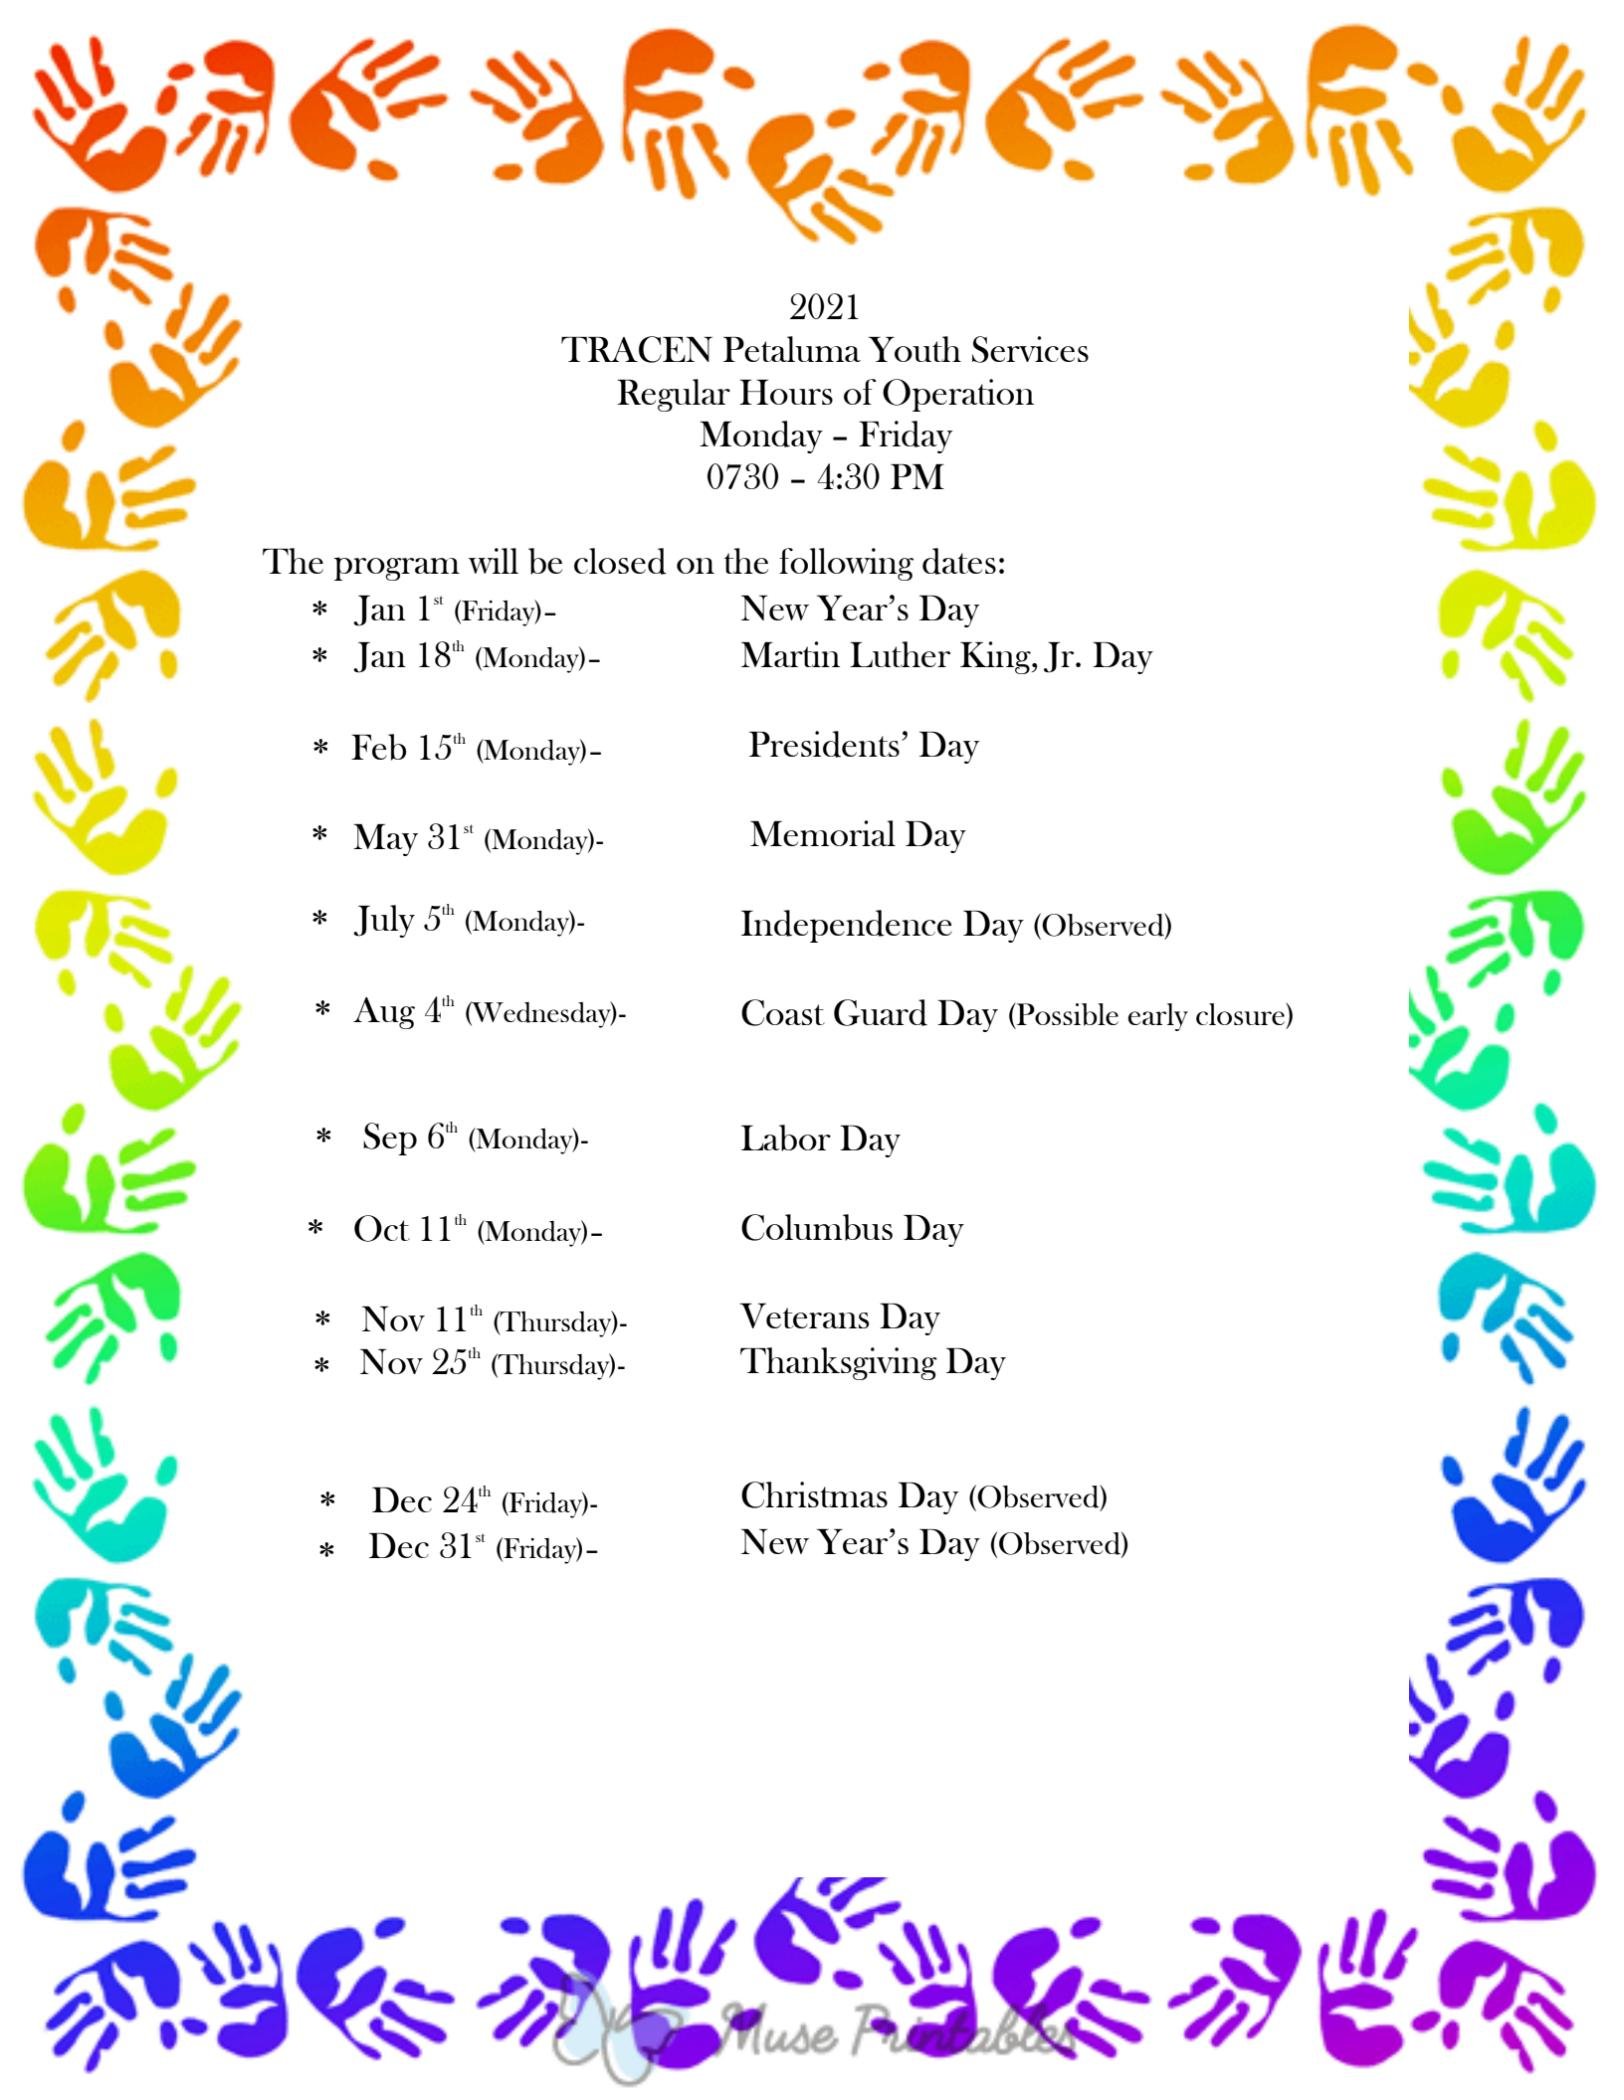 2021
TRACEN Petaluma Youth Services
Regular Hours of Operation
Monday – Friday
0730 – 4:30 PM
The program will be closed on the following dates:
* Jan 1st (Friday)– New Year’s Day
* Jan 18th (Monday)– Martin Luther King, Jr. Day
* Feb 15th (Monday)– Presidents’ Day
* May 31st (Monday)- Memorial Day
* July 5th (Monday)- Independence Day (Observed)
* Aug 4th (Wednesday)- Coast Guard Day (Possible early closure)
* Sep 6th (Monday)- Labor Day
* Oct 11th (Monday)– Columbus Day
* Nov 11th (Thursday)- Veterans Day
* Nov 25th (Thursday)- Thanksgiving Day
* Dec 24th (Friday)- Christmas Day (Observed)
* Dec 31st (Friday)– New Year’s Day (Observed)
Muse Printables